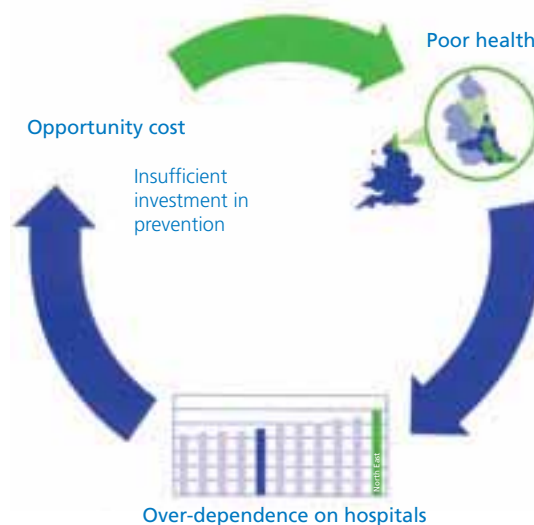 Poor health
Opportunity cost
Insufficient
investment in
prevention
North East
Over-dependence on hospitals